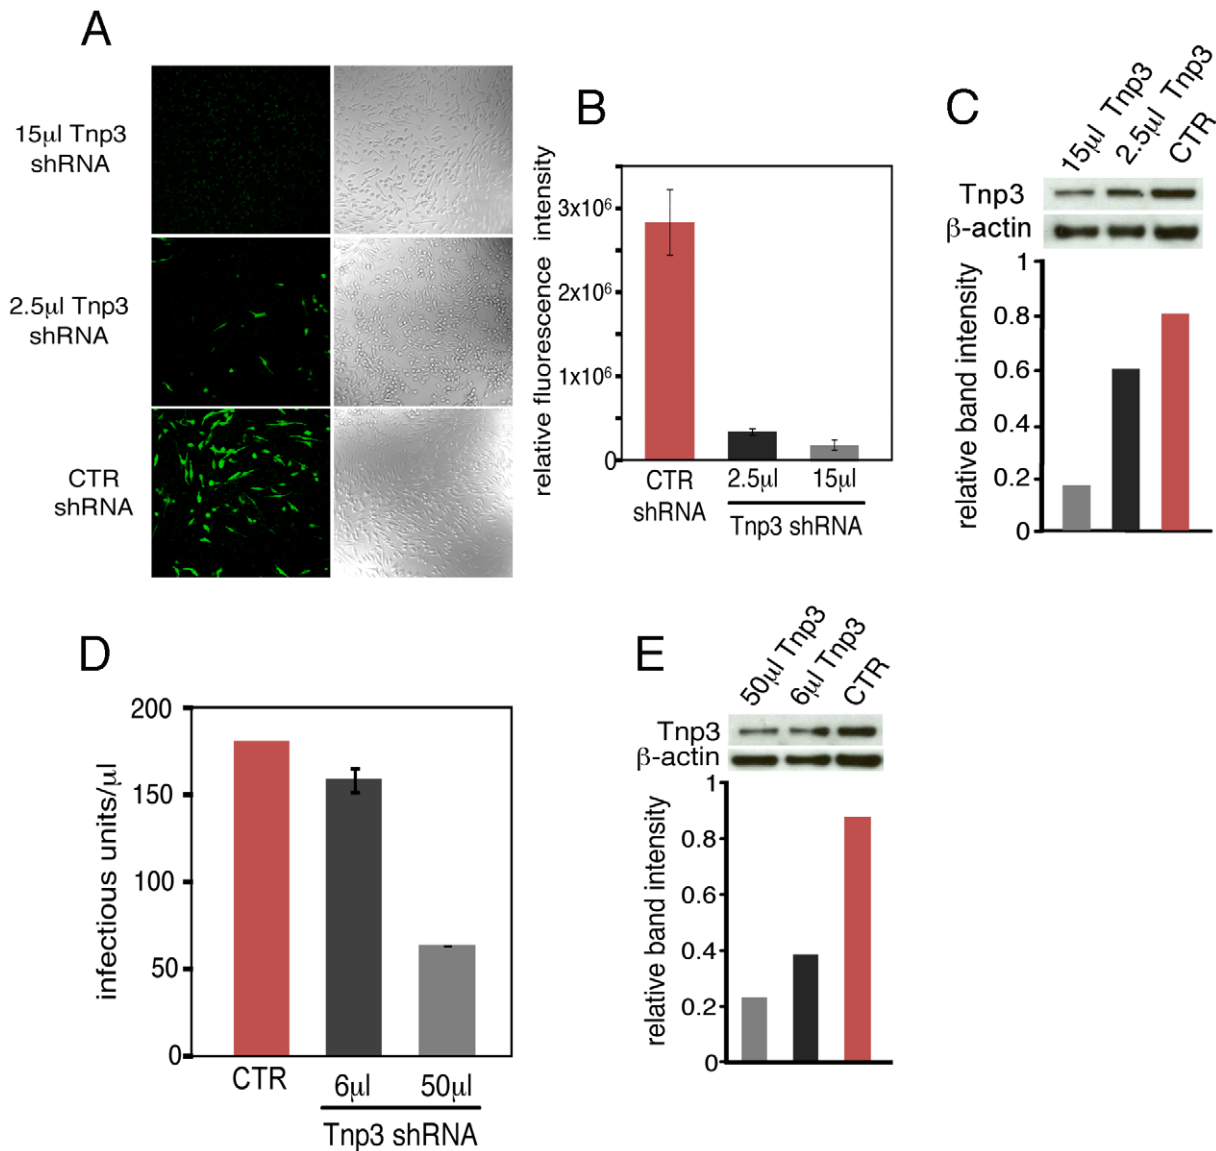 A
15μl Tnp3
shRNA
2.5μl Tnp3
shRNA
CTR
shRNA
B
relative fluorescence intensity
3x10⁶
2x10⁶
1x10⁶
0
CTR
shRNA
2.5μl
15μl
Tnp3 shRNA
C
15μl Tnp3
2.5μl Tnp3
CTR
Tnp3
β-actin
relative band intensity
1
0.8
0.6
0.4
0.2
0
D
infectious units/μl
200
150
100
50
0
CTR
6μl
50μl
Tnp3 shRNA
E
50μl Tnp3
6μl Tnp3
CTR
Tnp3
β-actin
relative band intensity
1
0.8
0.6
0.4
0.2
0